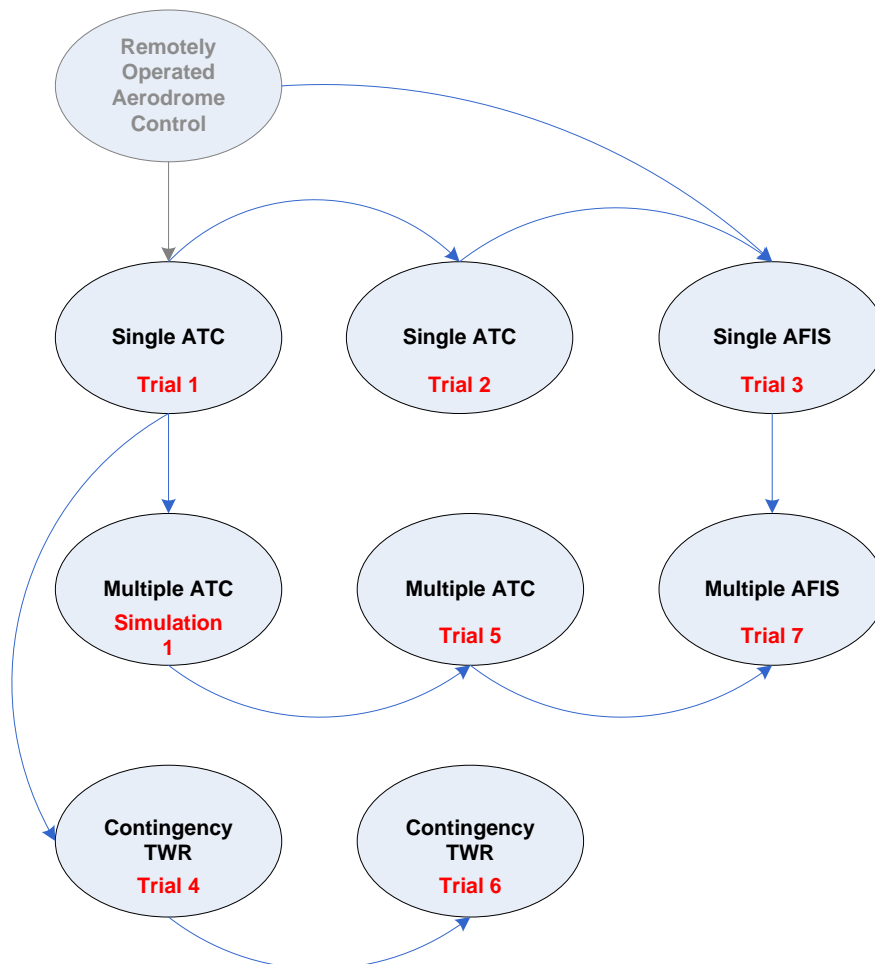 Remotely
Operated
Aerodrome
Control
Single ATC
Trial 1
Single ATC
Trial 2
Single AFIS
Trial 3
Multiple ATC
Simulation
1
Multiple ATC
Trial 5
Multiple AFIS
Trial 7
Contingency
TWR
Trial 4
Contingency
TWR
Trial 6